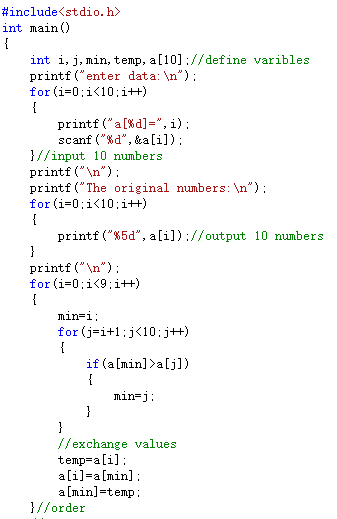 #include<stdio.h>
int main()
{
    int i,j,min,temp,a[10];//define varibles
    printf("enter data:\n");
    for(i=0;i<10;i++)
    {
        printf("a[%d]=",i);
        scanf("%d",&a[i]);
    }//input 10 numbers
    printf("\n");
    printf("The original numbers:\n");
    for(i=0;i<10;i++)
    {
        printf("%5d",a[i]);//output 10 numbers
    }
    printf("\n");
    for(i=0;i<9;i++)
    {
        min=i;
        for(j=i+1;j<10;j++)
        {
            if(a[min]>a[j])
            {
                min=j;
            }
        }
        //exchange values
        temp=a[i];
        a[i]=a[min];
        a[min]=temp;
    }//order